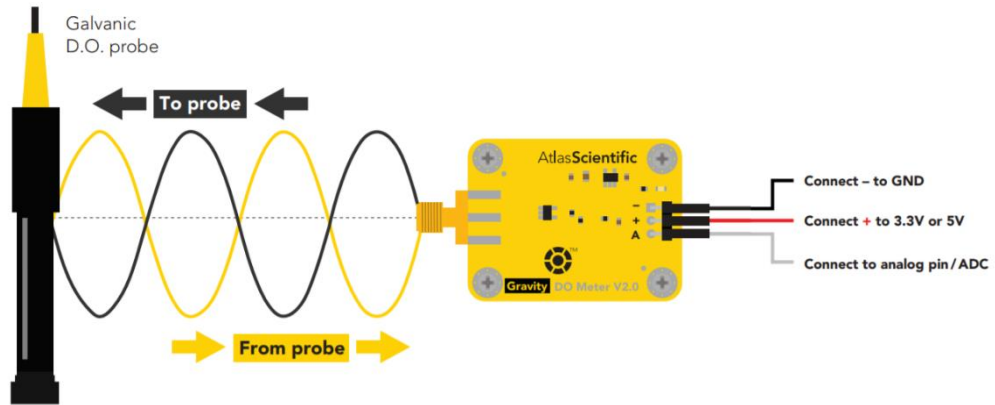 Galvanic
D.O. probe
To probe
AtlasScientific
−
+
A
Connect – to GND
Connect + to 3.3V or 5V
Connect to analog pin/ADC
TM
Gravity DO Meter V2.0
From probe